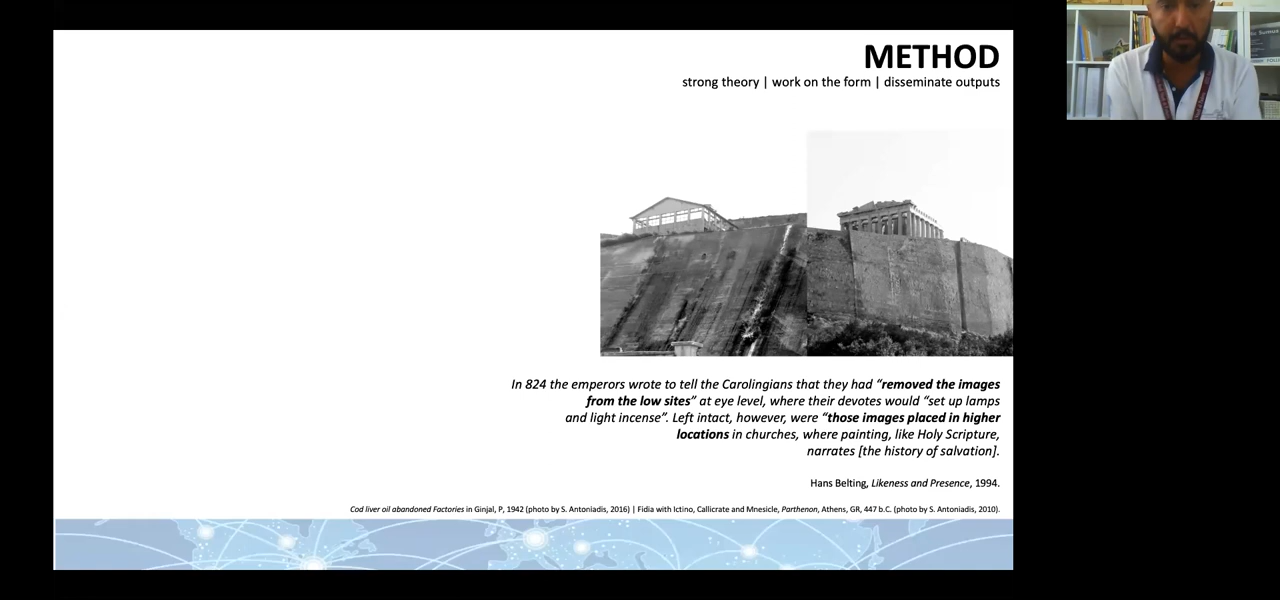 METHOD
strong theory | work on the form | disseminate outputs
In 824 the emperors wrote to tell the Carolingians that they had “removed the images
from the low sites” at eye level, where their devotes would “set up lamps
and light incense”. Left intact, however, were “those images placed in higher
locations in churches, where painting, like Holy Scripture,
narrates [the history of salvation].
Hans Belting, Likeness and Presence, 1994.
Cod liver oil abandoned Factories in Ginjal, P, 1942 (photo by S. Antoniadis, 2016) | Fidia with Ictino, Callicrate and Mnesicle, Parthenon, Athens, GR, 447 b.C. (photo by S. Antoniadis, 2010).